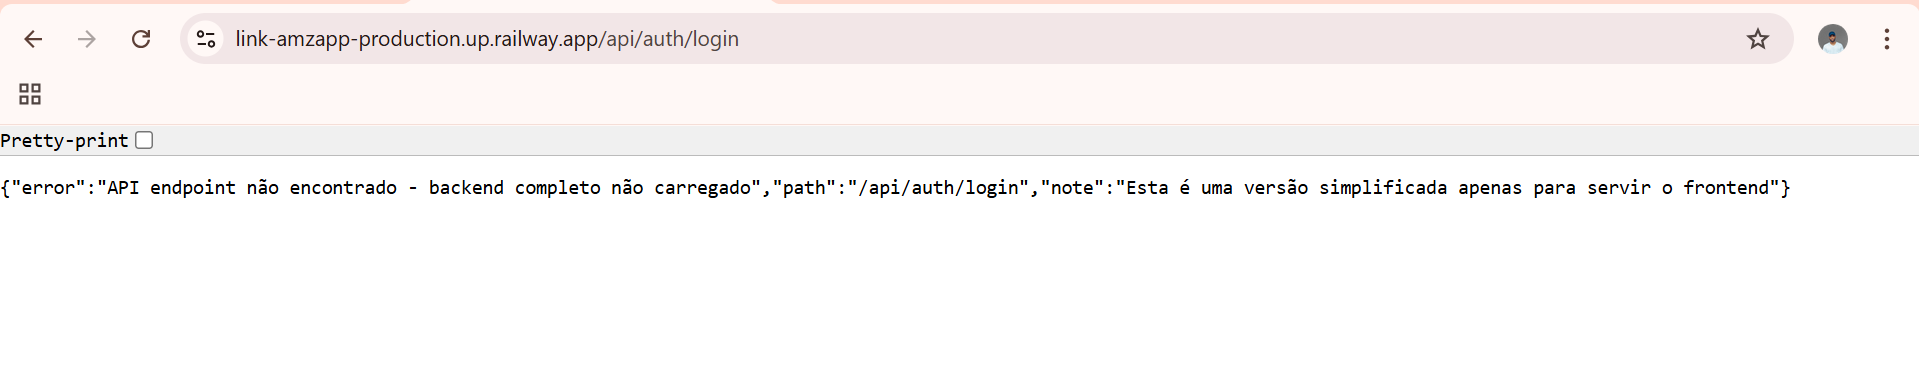 link-amzapp-production.up.railway.app/api/auth/login
Pretty-print
{"error":"API endpoint não encontrado - backend completo não carregado","path":"/api/auth/login","note":"Esta é uma versão simplificada apenas para servir o frontend"}